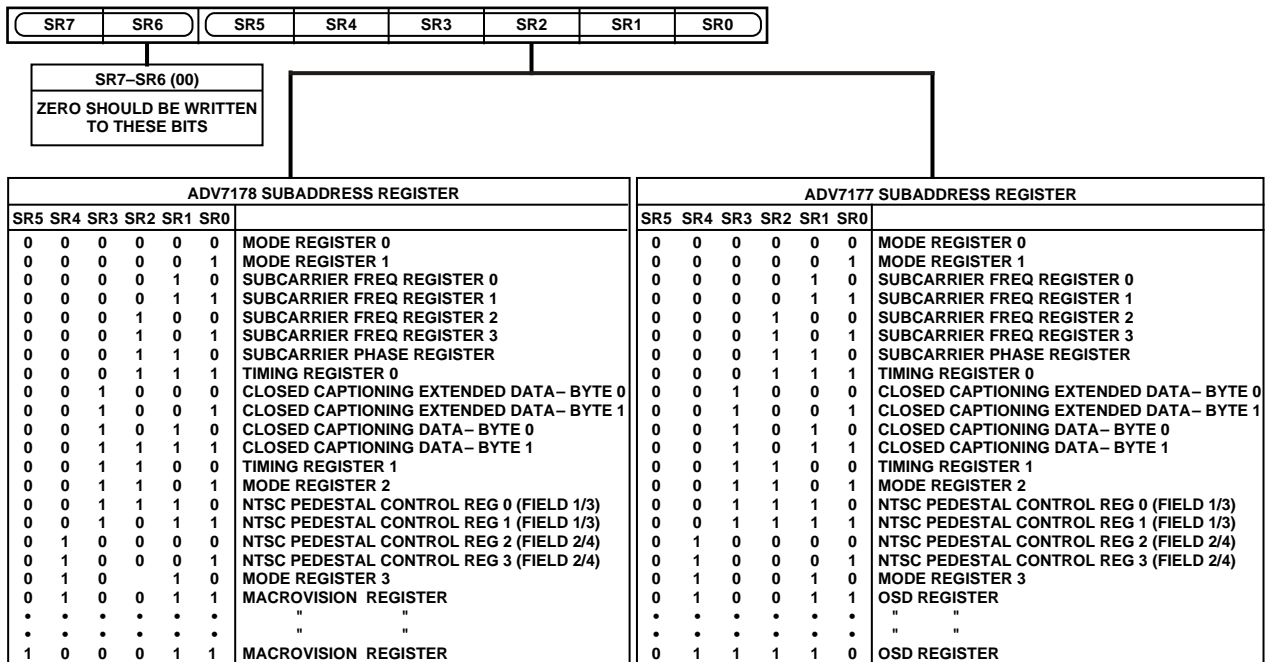 SR7 SR6 SR5 SR4 SR3 SR2 SR1 SR0
SR7–SR6 (00)
ZERO SHOULD BE WRITTEN
TO THESE BITS
ADV7178 SUBADDRESS REGISTER
SR5 SR4 SR3 SR2 SR1 SR0
0 0 0 0 0 0 MODE REGISTER 0
0 0 0 0 0 1 MODE REGISTER 1
0 0 0 0 1 0 SUBCARRIER FREQ REGISTER 0
0 0 0 0 1 1 SUBCARRIER FREQ REGISTER 1
0 0 0 1 0 0 SUBCARRIER FREQ REGISTER 2
0 0 0 1 0 1 SUBCARRIER FREQ REGISTER 3
0 0 0 1 1 0 SUBCARRIER PHASE REGISTER
0 0 0 1 1 1 TIMING REGISTER 0
0 0 1 0 0 0 CLOSED CAPTIONING EXTENDED DATA– BYTE 0
0 0 1 0 0 1 CLOSED CAPTIONING EXTENDED DATA– BYTE 1
0 0 1 0 1 0 CLOSED CAPTIONING DATA– BYTE 0
0 0 1 1 1 1 CLOSED CAPTIONING DATA– BYTE 1
0 0 1 1 0 0 TIMING REGISTER 1
0 0 1 1 0 1 MODE REGISTER 2
0 0 1 1 1 0 NTSC PEDESTAL CONTROL REG 0 (FIELD 1/3)
0 0 1 0 1 1 NTSC PEDESTAL CONTROL REG 1 (FIELD 1/3)
0 1 0 0 0 0 NTSC PEDESTAL CONTROL REG 2 (FIELD 2/4)
0 1 0 0 0 1 NTSC PEDESTAL CONTROL REG 3 (FIELD 2/4)
0 1 0 1 0 MODE REGISTER 3
0 1 0 0 1 1 MACROVISION REGISTER
• • • • • • " "
• • • • • • " "
1 0 0 0 1 1 MACROVISION REGISTER
ADV7177 SUBADDRESS REGISTER
SR5 SR4 SR3 SR2 SR1 SR0
0 0 0 0 0 0 MODE REGISTER 0
0 0 0 0 0 1 MODE REGISTER 1
0 0 0 0 1 0 SUBCARRIER FREQ REGISTER 0
0 0 0 0 1 1 SUBCARRIER FREQ REGISTER 1
0 0 0 1 0 0 SUBCARRIER FREQ REGISTER 2
0 0 0 1 0 1 SUBCARRIER FREQ REGISTER 3
0 0 0 1 1 0 SUBCARRIER PHASE REGISTER
0 0 0 1 1 1 TIMING REGISTER 0
0 0 1 0 0 0 CLOSED CAPTIONING EXTENDED DATA– BYTE 0
0 0 1 0 0 1 CLOSED CAPTIONING EXTENDED DATA– BYTE 1
0 0 1 0 1 0 CLOSED CAPTIONING DATA– BYTE 0
0 0 1 0 1 1 CLOSED CAPTIONING DATA– BYTE 1
0 0 1 1 0 0 TIMING REGISTER 1
0 0 1 1 0 1 MODE REGISTER 2
0 0 1 1 1 0 NTSC PEDESTAL CONTROL REG 0 (FIELD 1/3)
0 0 1 1 1 1 NTSC PEDESTAL CONTROL REG 1 (FIELD 1/3)
0 1 0 0 0 0 NTSC PEDESTAL CONTROL REG 2 (FIELD 2/4)
0 1 0 0 0 1 NTSC PEDESTAL CONTROL REG 3 (FIELD 2/4)
0 1 0 0 1 0 MODE REGISTER 3
0 1 0 0 1 1 OSD REGISTER
• • • • • • " "
• • • • • • " "
0 1 1 1 1 0 OSD REGISTER